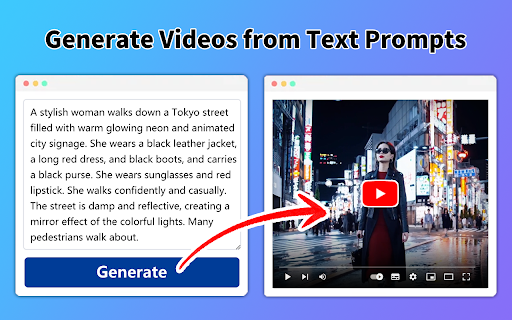 Generate Videos from Text Prompts
A stylish woman walks down a Tokyo street
filled with warm glowing neon and animated
city signage. She wears a black leather jacket,
a long red dress, and black boots, and carries
a black purse. She wears sunglasses and red
lipstick. She walks confidently and casually.
The street is damp and reflective, creating a
mirror effect of the colorful lights. Many
pedestrians walk about.
Generate